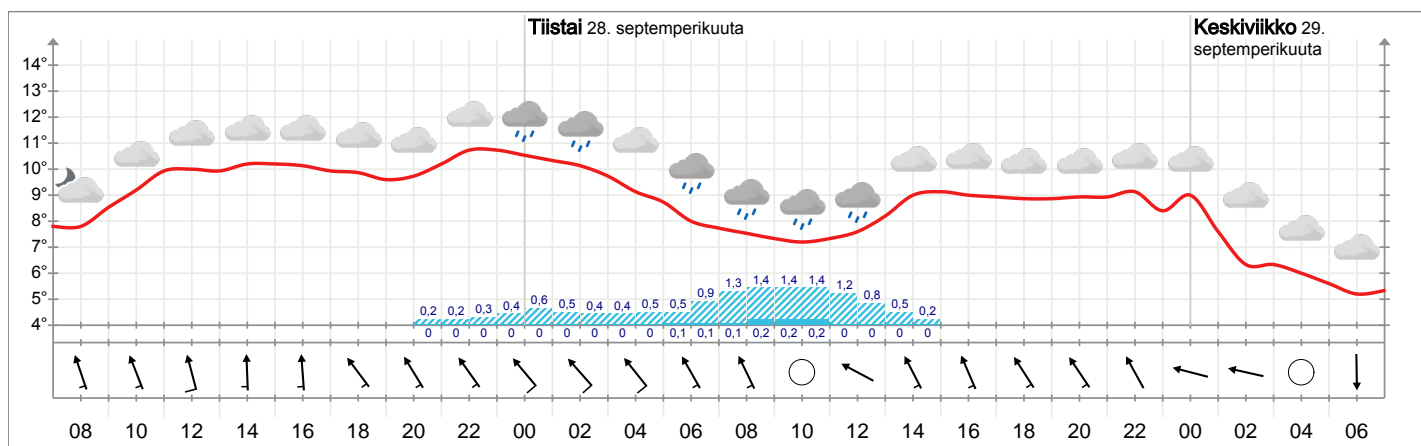 Tiistai 28. septemperikuuta
Keskiviikko 29.
septemperikuuta
14°
13°
12°
11°
10°
9°
8°
7°
6°
5°
4°
0,2 0,2 0,3 0,4 0,6 0,5 0,4 0,4 0,5 0,5 0,9 1,3 1,4 1,4 1,4 1,2 0,8 0,5 0,2
0 0 0 0 0 0 0 0 0 0,1 0,1 0,1 0,2 0,2 0,2 0 0 0 0
08 10 12 14 16 18 20 22 00 02 04 06 08 10 12 14 16 18 20 22 00 02 04 06